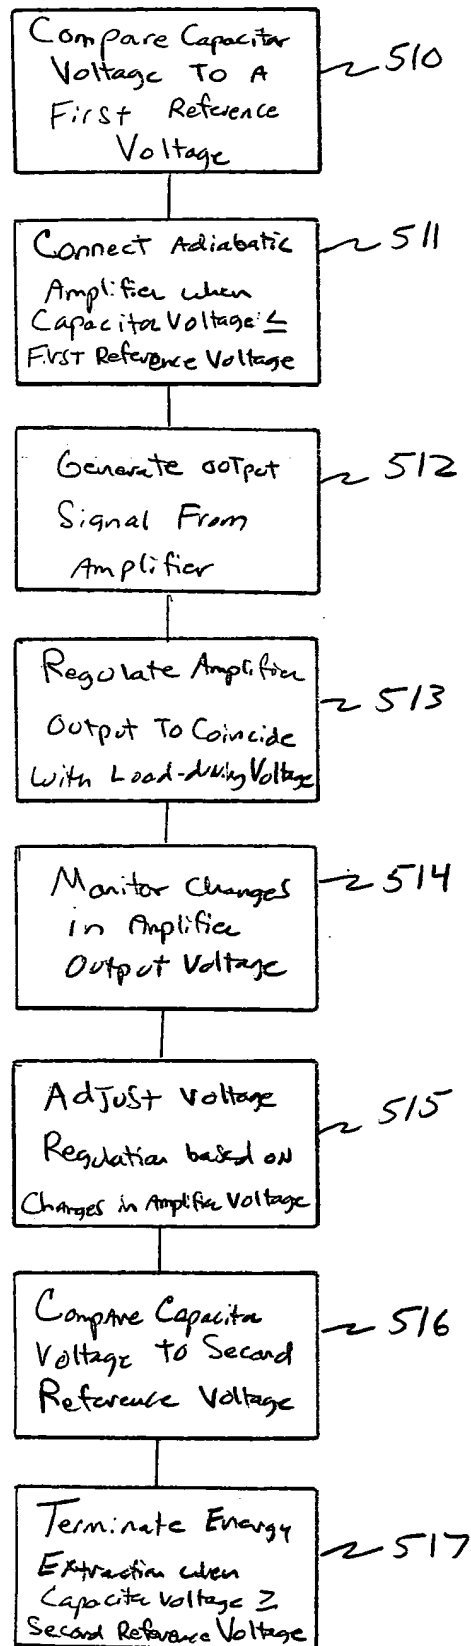 Compare Capacitor
Voltage To A
First Reference
Voltage
510
Connect Adiabatic
Amplifier when
Capacitor Voltage ≤
First Reference Voltage
511
Generate output
Signal From
Amplifier
512
Regulate Amplifier
Output To Coincide
with Load-driving Voltage
513
Monitor Changes
in Amplifier
Output Voltage
514
Adjust Voltage
Regulation based on
Changes in Amplifier Voltage
515
Compare Capacitor
Voltage to Second
Reference Voltage
516
Terminate Energy
Extraction when
Capacitor Voltage ≥
Second Reference Voltage
517